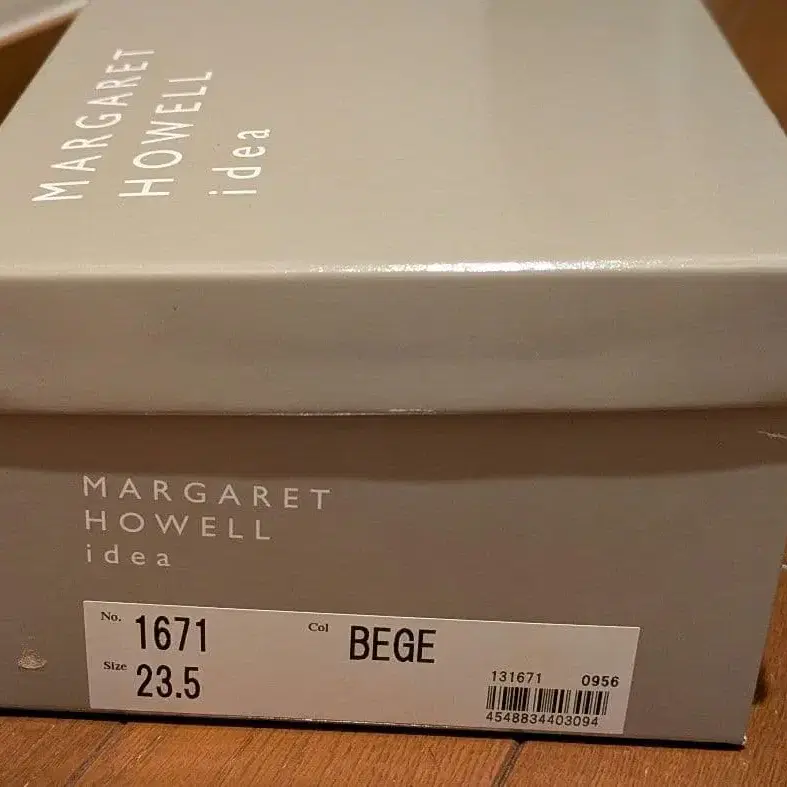 MARGARET
HOWELL
idea
MARGARET
HOWELL
idea
No. 1671 Col BEGE
Size 23.5
131671 0956
4548834403094